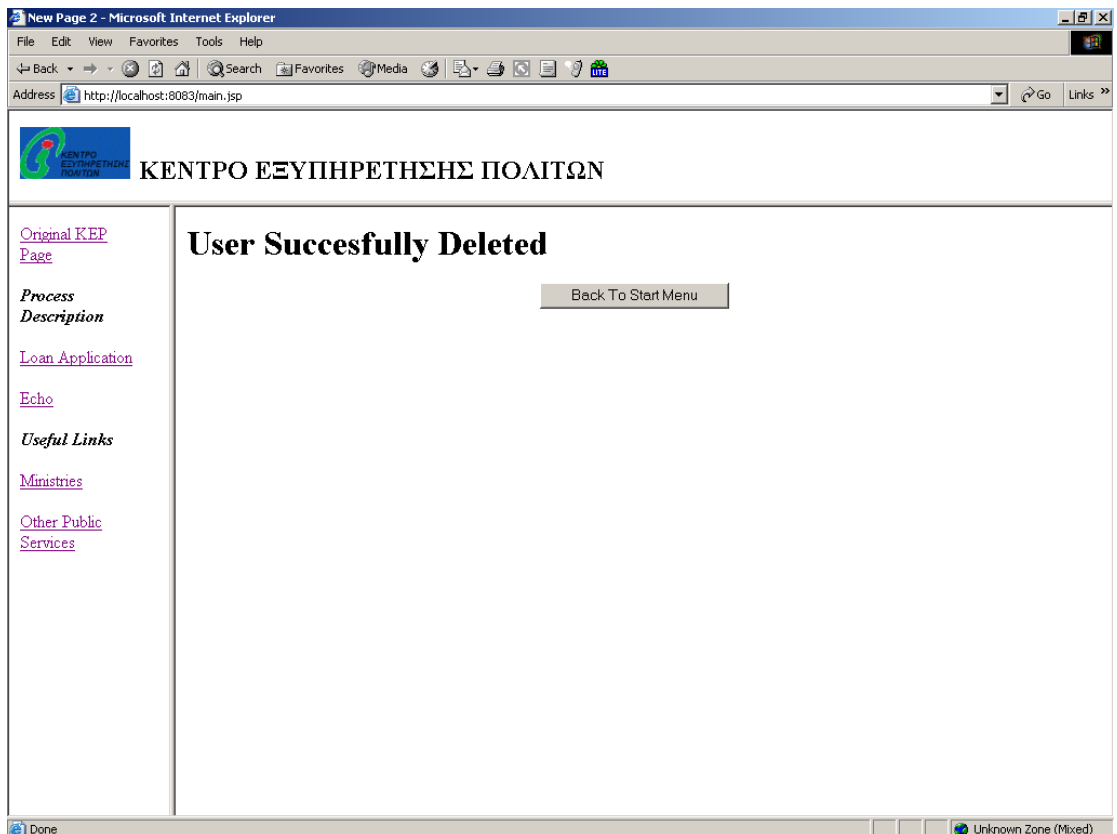 New Page 2 - Microsoft Internet Explorer
File Edit View Favorites Tools Help
Back Search Favorites Media LITE
Address http://localhost:8083/main.jsp Go Links »
ΚΕΝΤΡΟ
ΕΞΥΠΗΡΕΤΗΣΗΣ
ΠΟΛΙΤΩΝ
ΚΕΝΤΡΟ ΕΞΥΠΗΡΕΤΗΣΗΣ ΠΟΛΙΤΩΝ
Original KEP
Page
Process
Description
Loan Application
Echo
Useful Links
Ministries
Other Public
Services
User Succesfully Deleted
Back To Start Menu
Done Unknown Zone (Mixed)